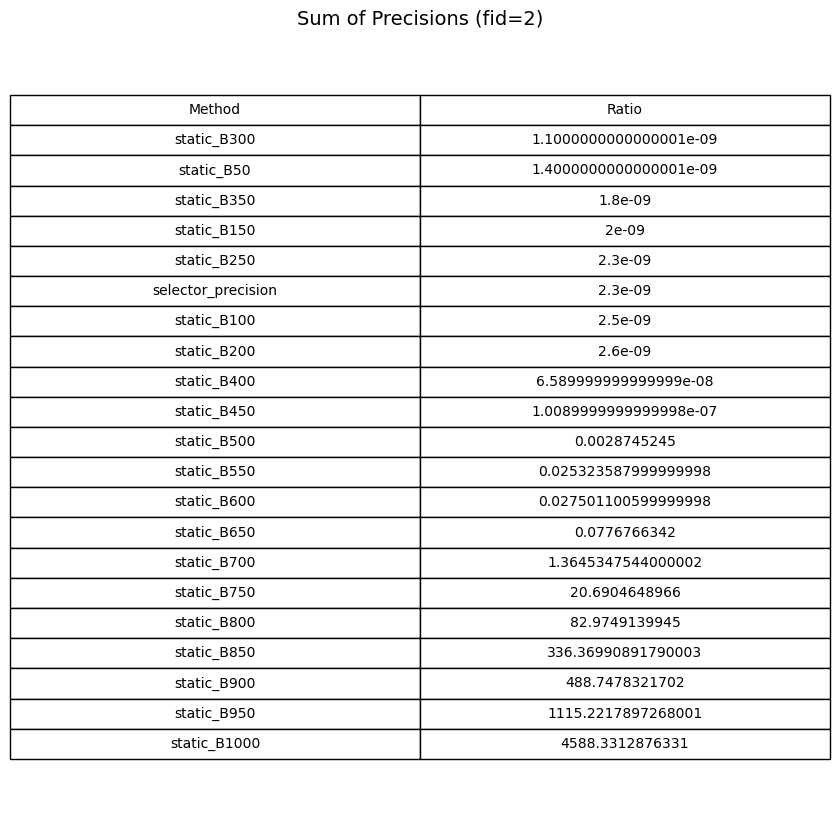 Sum of Precisions (fid=2)
Method Ratio
static_B300 1.1000000000000001e-09
static_B50 1.4000000000000001e-09
static_B350 1.8e-09
static_B150 2e-09
static_B250 2.3e-09
selector_precision 2.3e-09
static_B100 2.5e-09
static_B200 2.6e-09
static_B400 6.589999999999999e-08
static_B450 1.0089999999999998e-07
static_B500 0.0028745245
static_B550 0.025323587999999998
static_B600 0.027501100599999998
static_B650 0.0776766342
static_B700 1.3645347544000002
static_B750 20.6904648966
static_B800 82.9749139945
static_B850 336.36990891790003
static_B900 488.7478321702
static_B950 1115.2217897268001
static_B1000 4588.3312876331